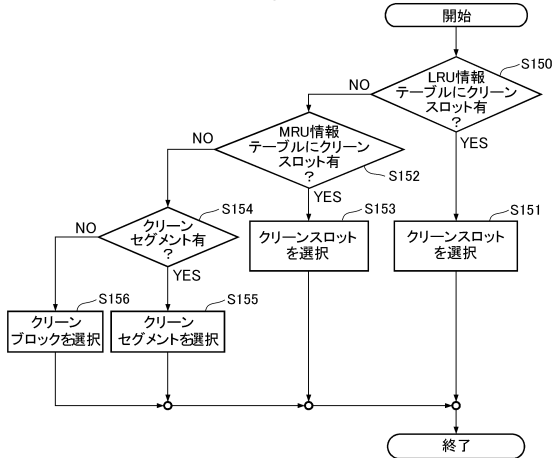 開始
S150
LRU情報
テーブルにクリーン
スロット有
?
NO
YES
MRU情報
テーブルにクリーン
スロット有
?
S152
NO
YES
S154
クリーン
セグメント有
?
NO
YES
S153
クリーンスロット
を選択
S151
クリーンスロット
を選択
S156
クリーン
ブロックを選択
S155
クリーン
セグメントを選択
終了